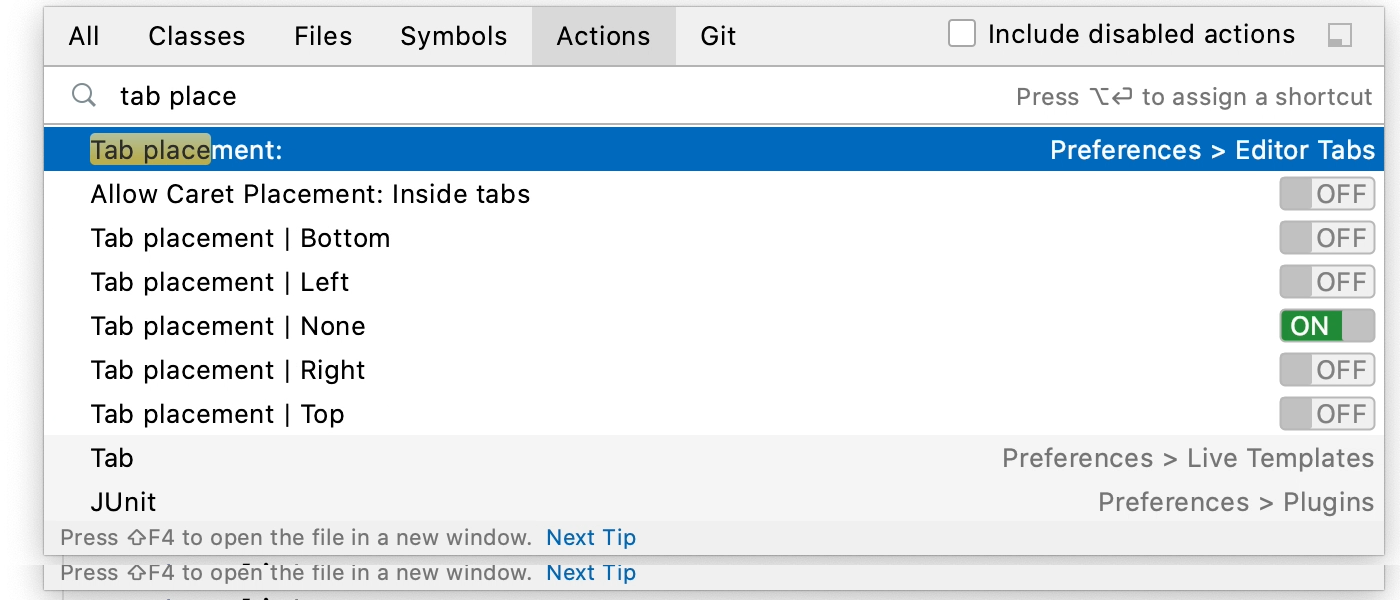 All Classes Files Symbols Actions Git Include disabled actions
tab place Press ⌥⏎ to assign a shortcut
Tab placement: Preferences > Editor Tabs
Allow Caret Placement: Inside tabs OFF
Tab placement | Bottom OFF
Tab placement | Left OFF
Tab placement | None ON
Tab placement | Right OFF
Tab placement | Top OFF
Tab Preferences > Live Templates
JUnit Preferences > Plugins
Press ⇧F4 to open the file in a new window. Next Tip
Press ⇧F4 to open the file in a new window. Next Tip